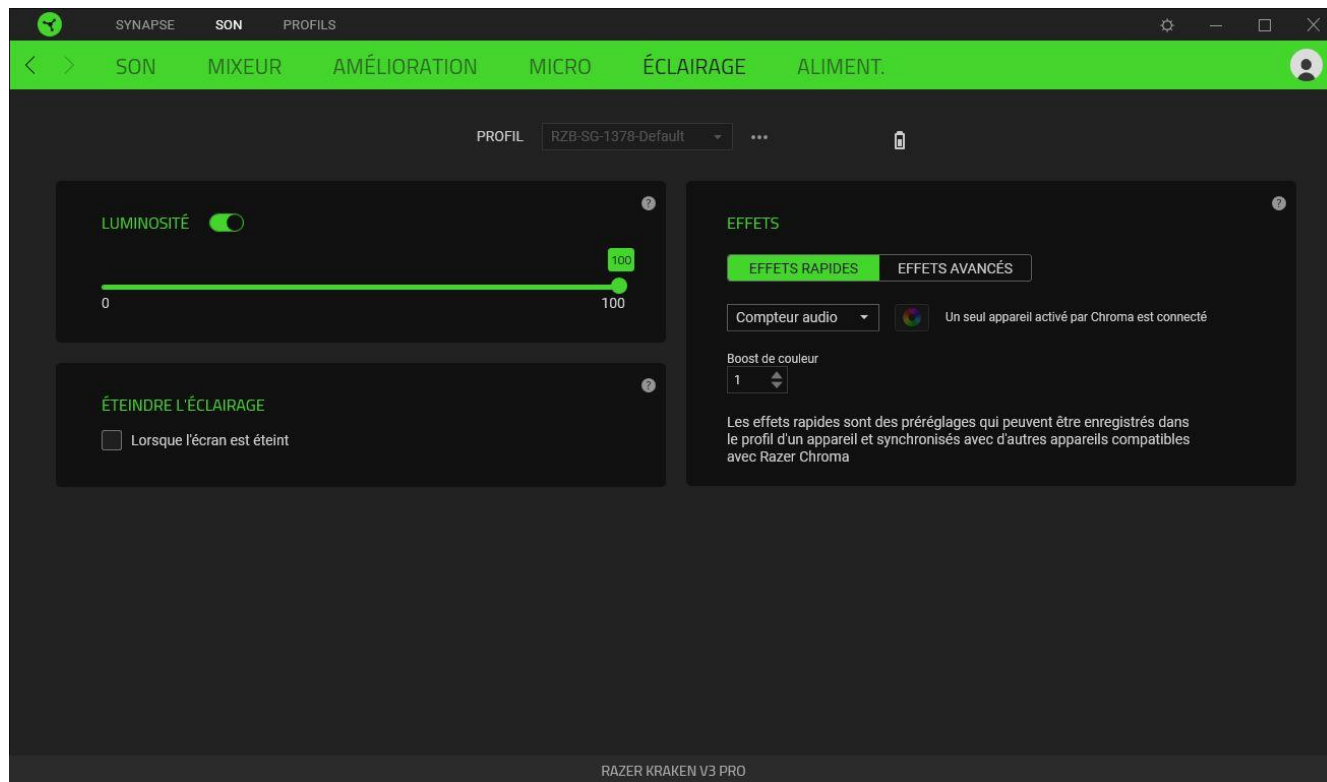 SYNAPSE SON PROFILS
SON MIXEUR AMÉLIORATION MICRO ÉCLAIRAGE ALIMENT.
PROFIL RZB-SG-1378-Default
LUMINOSITÉ
100
0 100
ÉTEINDRE L'ÉCLAIRAGE
Lorsque l'écran est éteint
EFFETS
EFFETS RAPIDES EFFETS AVANCÉS
Compteur audio Un seul appareil activé par Chroma est connecté
Boost de couleur
1
Les effets rapides sont des préréglages qui peuvent être enregistrés dans
le profil d'un appareil et synchronisés avec d'autres appareils compatibles
avec Razer Chroma
RAZER KRAKEN V3 PRO